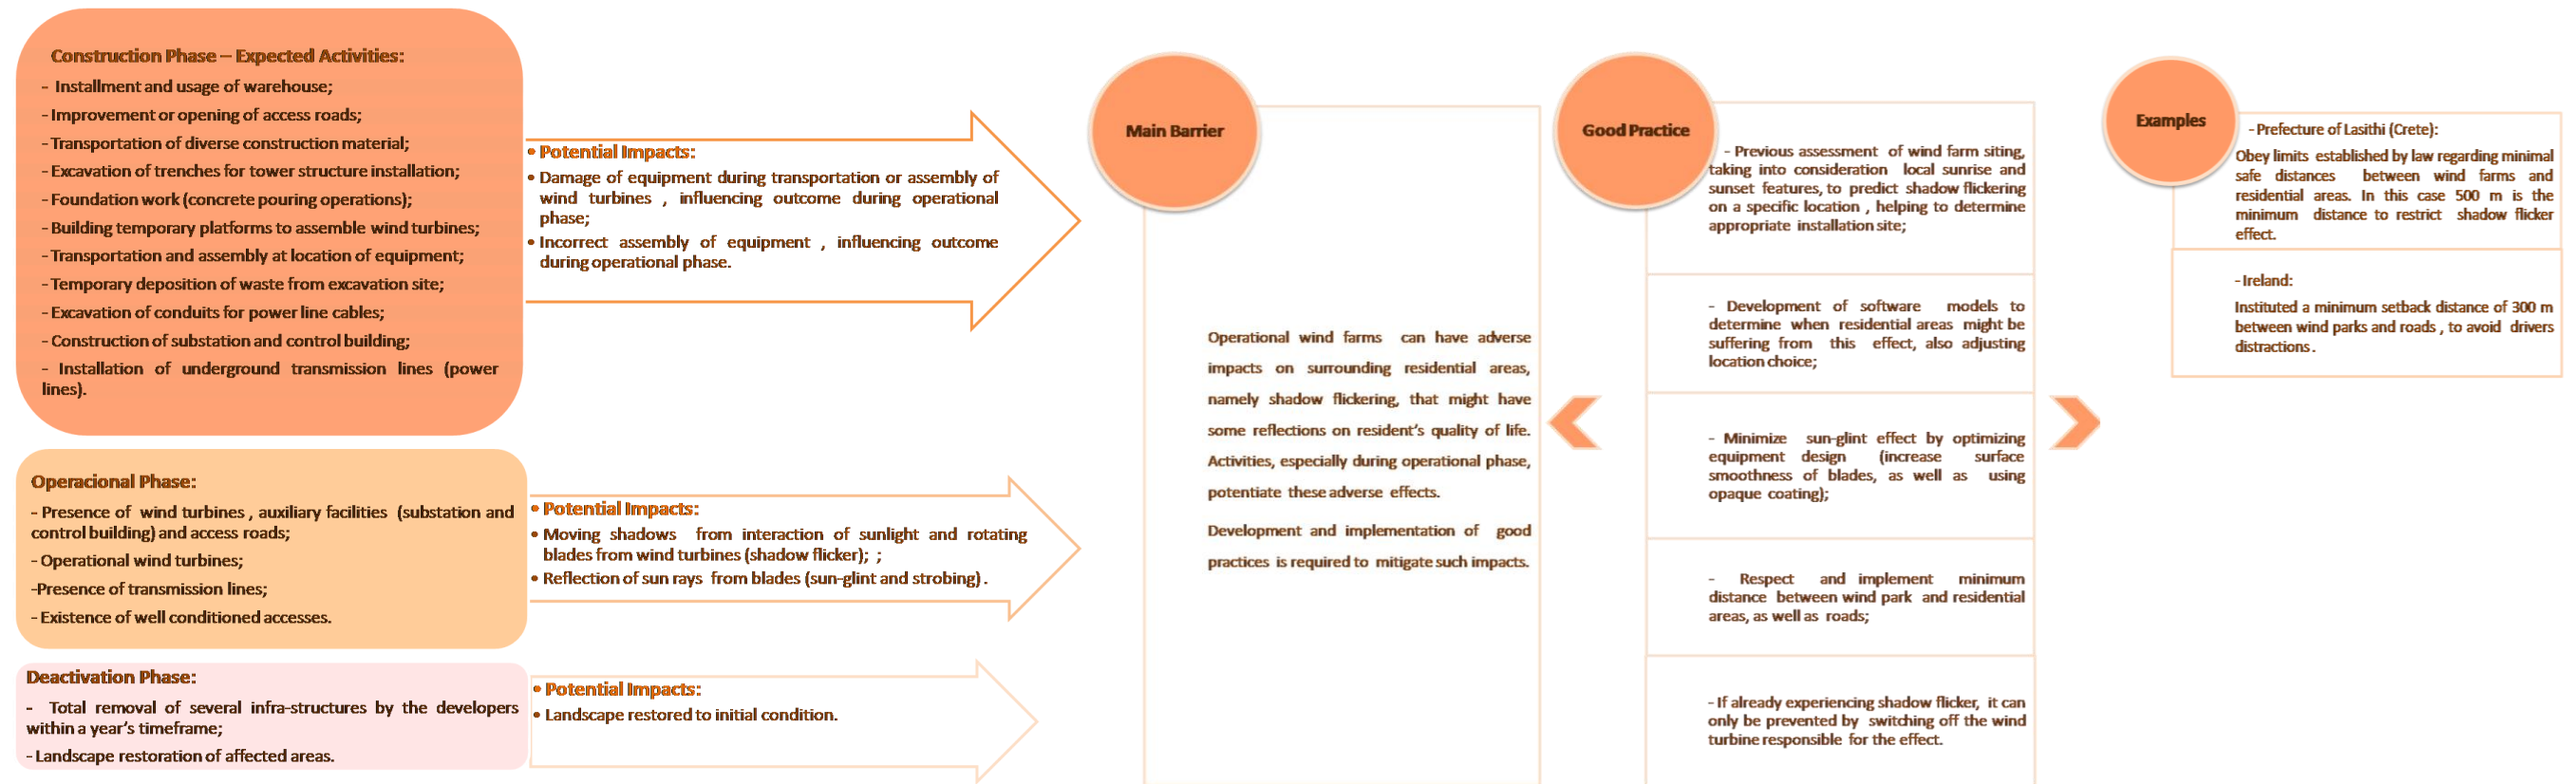 Construction Phase – Expected Activities:
- Installment and usage of warehouse;
- Improvement or opening of access roads;
- Transportation of diverse construction material;
- Excavation of trenches for tower structure installation;
- Foundation work (concrete pouring operations);
- Building temporary platforms to assemble wind turbines;
- Transportation and assembly at location of equipment;
- Temporary deposition of waste from excavation site;
- Excavation of conduits for power line cables;
- Construction of substation and control building;
- Installation of underground transmission lines (power
lines).
• Potential Impacts:
• Damage of equipment during transportation or assembly of
wind turbines , influencing outcome during operational
phase;
• Incorrect assembly of equipment , influencing outcome
during operational phase.
Operacional Phase:
- Presence of wind turbines , auxiliary facilities (substation and
control building) and access roads;
- Operational wind turbines;
-Presence of transmission lines;
- Existence of well conditioned accesses.
• Potential Impacts:
• Moving shadows from interaction of sunlight and rotating
blades from wind turbines (shadow flicker); ;
• Reflection of sun rays from blades (sun-glint and strobing) .
Deactivation Phase:
- Total removal of several infra-structures by the developers
within a year's timeframe;
- Landscape restoration of affected areas.
• Potential Impacts:
• Landscape restored to initial condition.
Main Barrier
Operational wind farms can have adverse
impacts on surrounding residential areas,
namely shadow flickering, that might have
some reflections on resident's quality of life.
Activities, especially during operational phase,
potentiate these adverse effects.
Development and implementation of good
practices is required to mitigate such impacts.
Good Practice
- Previous assessment of wind farm siting,
taking into consideration local sunrise and
sunset features, to predict shadow flickering
on a specific location , helping to determine
appropriate installation site;
- Development of software models to
determine when residential areas might be
suffering from this effect, also adjusting
location choice;
- Minimize sun-glint effect by optimizing
equipment design (increase surface
smoothness of blades, as well as using
opaque coating);
- Respect and implement minimum
distance between wind park and residential
areas, as well as roads;
- If already experiencing shadow flicker, it can
only be prevented by switching off the wind
turbine responsible for the effect.
Examples
- Prefecture of Lasithi (Crete):
Obey limits established by law regarding minimal
safe distances between wind farms and
residential areas. In this case 500 m is the
minimum distance to restrict shadow flicker
effect.
- Ireland:
Instituted a minimum setback distance of 300 m
between wind parks and roads , to avoid drivers
distractions .